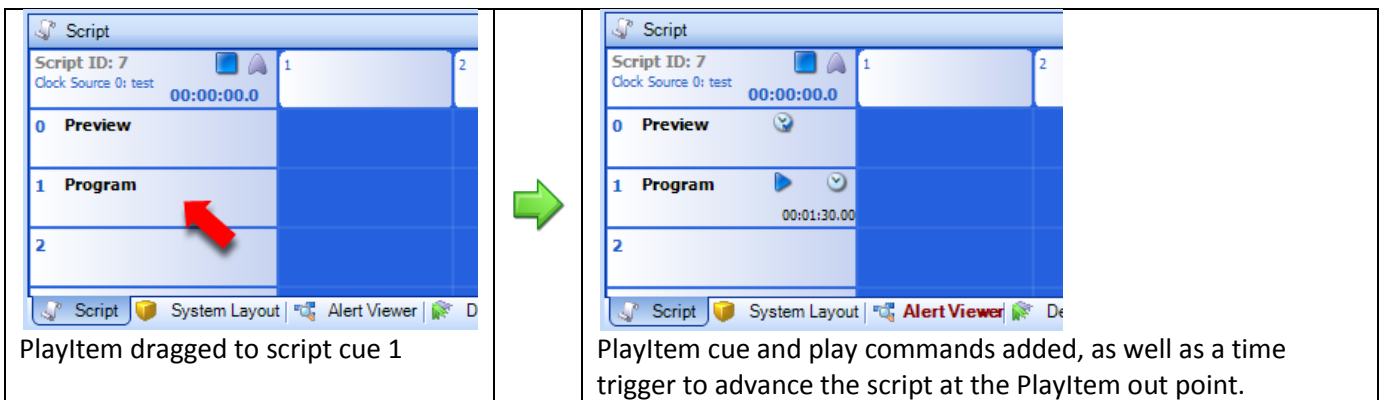 Script
Script ID: 7
Clock Source 0: test
00:00:00.0
1
2
0 Preview
1 Program
2
Script
System Layout
Alert Viewer
D
PlayItem dragged to script cue 1
Script
Script ID: 7
Clock Source 0: test
00:00:00.0
1
2
0 Preview
1 Program
00:01:30.00
2
Script
System Layout
Alert Viewer
De
PlayItem cue and play commands added, as well as a time
trigger to advance the script at the PlayItem out point.